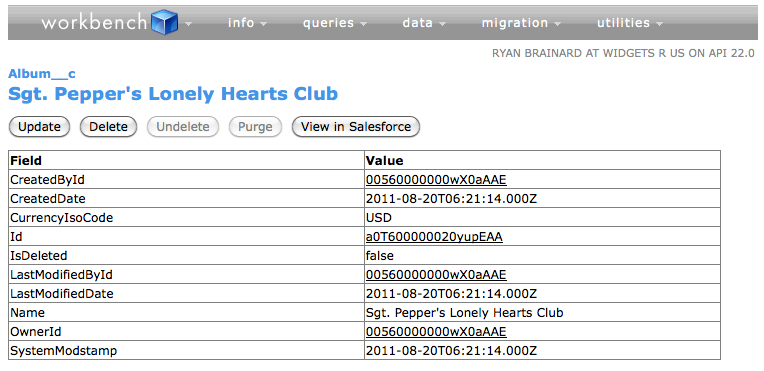 workbench info queries data migration utilities
RYAN BRAINARD AT WIDGETS R US ON API 22.0
Album__c
Sgt. Pepper's Lonely Hearts Club
Update Delete Undelete Purge View in Salesforce
Field Value
CreatedById 00560000000wX0aAAE
CreatedDate 2011-08-20T06:21:14.000Z
CurrencyIsoCode USD
Id a0T600000020yupEAA
IsDeleted false
LastModifiedById 00560000000wX0aAAE
LastModifiedDate 2011-08-20T06:21:14.000Z
Name Sgt. Pepper's Lonely Hearts Club
OwnerId 00560000000wX0aAAE
SystemModstamp 2011-08-20T06:21:14.000Z